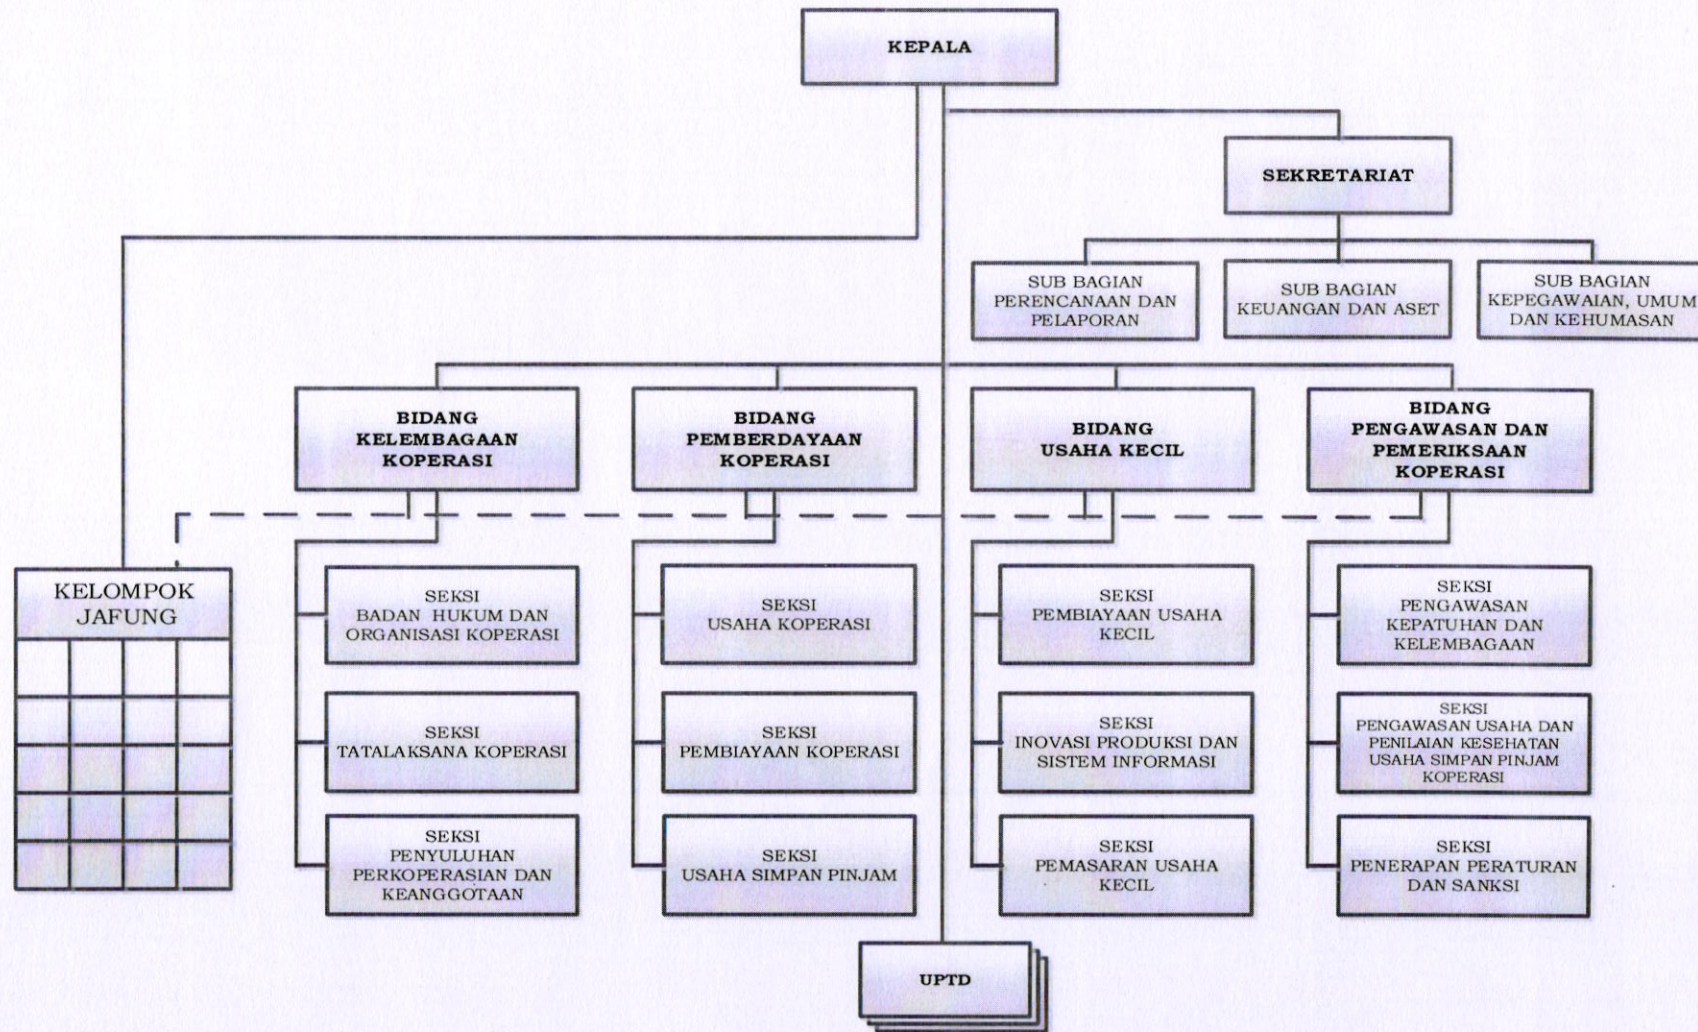 KEPALA
SEKRETARIAT
SUB BAGIAN
PERENCANAAN DAN
PELAPORAN
SUB BAGIAN
KEUANGAN DAN ASET
SUB BAGIAN
KEPEGAWAIAN, UMUM
DAN KEHUMASAN
BIDANG
KELEMBAGAAN
KOPERASI
BIDANG
PEMBERDAYAAN
KOPERASI
BIDANG
USAHA KECIL
BIDANG
PENGAWASAN DAN
PEMERIKSAAN
KOPERASI
KELOMPOK
JAFUNG
SEKSI
BADAN HUKUM DAN
ORGANISASI KOPERASI
SEKSI
USAHA KOPERASI
SEKSI
PEMBIAYAAN USAHA
KECIL
SEKSI
PENGAWASAN
KEPATUHAN DAN
KELEMBAGAAN
SEKSI
TATALAKSANA KOPERASI
SEKSI
PEMBIAYAAN KOPERASI
SEKSI
INOVASI PRODUKSI DAN
SISTEM INFORMASI
SEKSI
PENGAWASAN USAHA DAN
PENILAIAN KESEHATAN
USAHA SIMPAN PINJAM
KOPERASI
SEKSI
PENYULUHAN
PERKOPERASIAN DAN
KEANGGOTAAN
SEKSI
USAHA SIMPAN PINJAM
SEKSI
PEMASARAN USAHA
KECIL
SEKSI
PENERAPAN PERATURAN
DAN SANKSI
UPTD